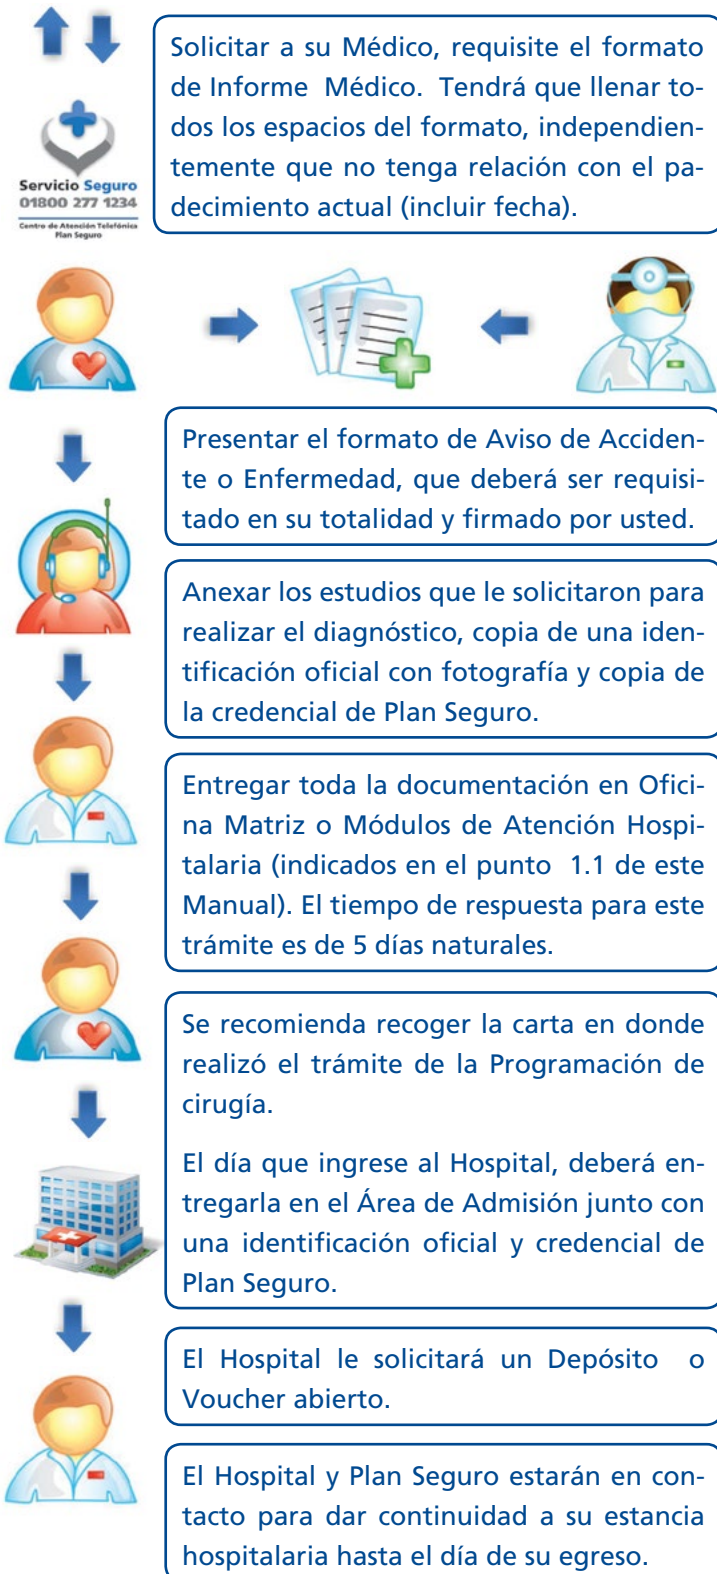 Solicitar a su Médico, requisite el formato
de Informe Médico. Tendrá que llenar to-
dos los espacios del formato, independien-
temente que no tenga relación con el pa-
decimiento actual (incluir fecha).
Servicio Seguro
01800 277 1234
Centro de Atención Telefónica
Plan Seguro
Presentar el formato de Aviso de Acciden-
te o Enfermedad, que deberá ser requisi-
tado en su totalidad y firmado por usted.
Anexar los estudios que le solicitaron para
realizar el diagnóstico, copia de una iden-
tificación oficial con fotografía y copia de
la credencial de Plan Seguro.
Entregar toda la documentación en Ofici-
na Matriz o Módulos de Atención Hospi-
talaria (indicados en el punto 1.1 de este
Manual). El tiempo de respuesta para este
trámite es de 5 días naturales.
Se recomienda recoger la carta en donde
realizó el trámite de la Programación de
cirugía.
El día que ingrese al Hospital, deberá en-
tregarla en el Área de Admisión junto con
una identificación oficial y credencial de
Plan Seguro.
El Hospital le solicitará un Depósito o
Voucher abierto.
El Hospital y Plan Seguro estarán en con-
tacto para dar continuidad a su estancia
hospitalaria hasta el día de su egreso.